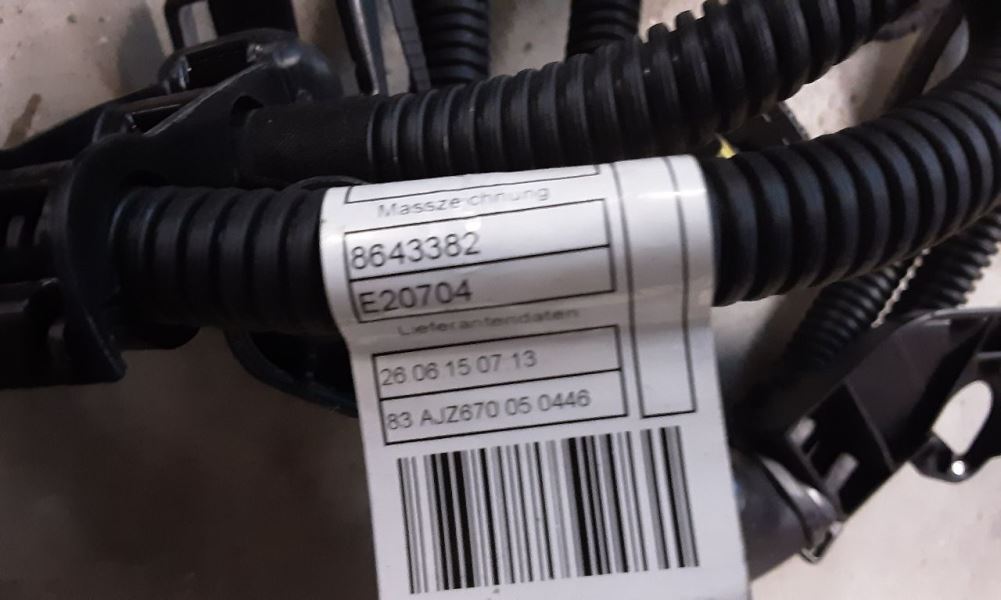 Masszeichnung
8643382
E20704
Lieferantendaten
26.06.15 07:13
83 AJZ670 05 0446